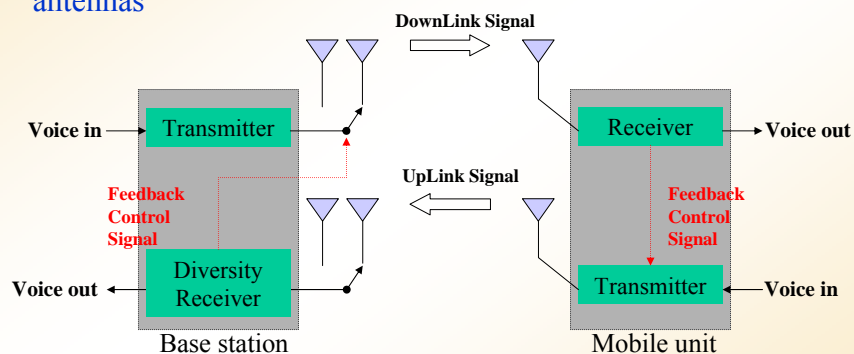 antennas
DownLink Signal
Voice in
Transmitter
Receiver
Voice out
UpLink Signal
Feedback
Control
Signal
Feedback
Control
Signal
Voice out
Diversity
Receiver
Transmitter
Voice in
Base station
Mobile unit